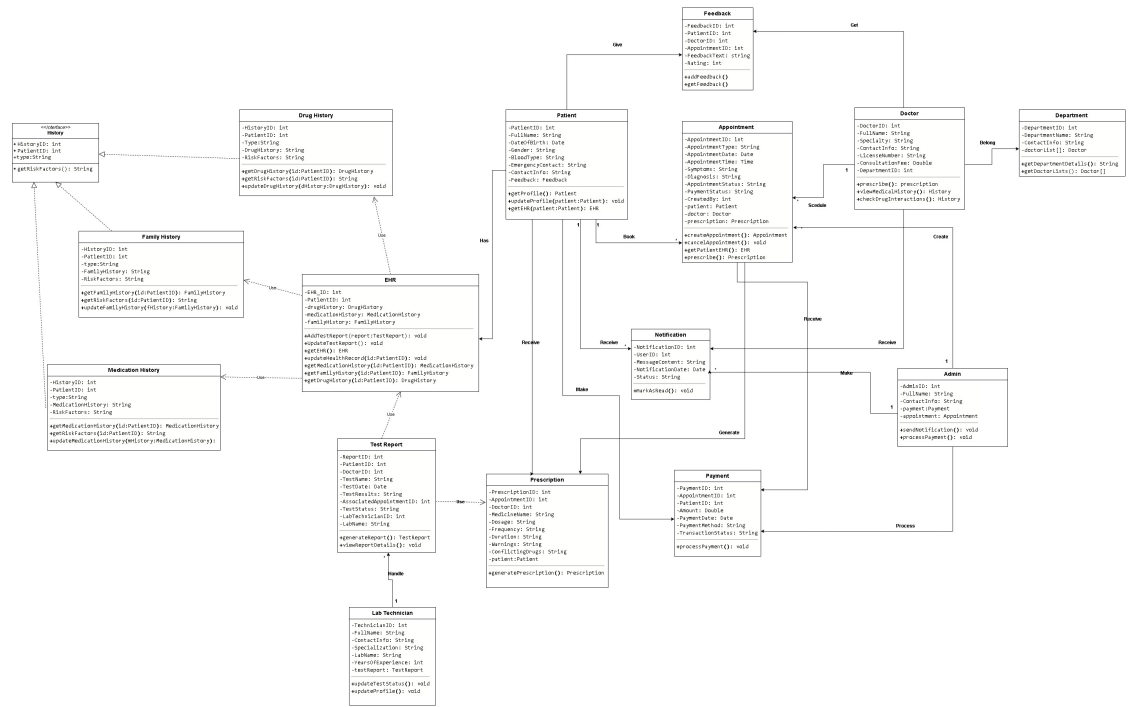 Feedback
-FeedbackID: int
-PatientID: int
-DoctorID: int
-AppointmentID: int
-FeedbackText: string
-Rating: int
+addFeedback()
+getFeedback()
Get
Give
<<Interface>>
History
+HistoryID: int
+PatientID: int
+type:String
+getRiskFactors(): String
Drug History
-HistoryID: int
-PatientID: int
-Type:String
-DrugHistory: String
-RiskFactors: String
+getDrugHistory(id:PatientID): DrugHistory
+getRiskFactors(id:PatientID): String
+updateDrugHistory(dHistory:DrugHistory): void
Patient
-PatientID: int
-FullName: String
-DateOfBirth: Date
-Gender: String
-BloodType: String
-EmergencyContact: String
-ContactInfo: String
-Feedback: Feedback
+getProfile(): Patient
+updateProfile(patient:Patient): void
+getEHR(patient:Patient): EHR
Appointment
-AppointmentID: int
-AppointmentType: String
-AppointmentDate: Date
-AppointmentTime: Time
-Symptoms: String
-Diagnosis: String
-AppointmentStatus: String
-PaymentStatus: String
-CreatedBy: int
-patient: Patient
-doctor: Doctor
-prescription: Prescription
+createAppointment(): Appointment
+cancelAppointment(): void
+getPatientEHR(): EHR
+prescribe(): Prescription
Doctor
-DoctorID: int
-FullName: String
-Specialty: String
-ContactInfo: String
-LicenseNumber: String
-ConsultationFee: Double
-DepartmentID: int
+prescribe(): prescription
+viewMedicalHistory(): History
+checkDrugInteractions(): History
Belong
Department
-DepartmentID: int
-DepartmentName: String
-ContactInfo: String
-doctorList[]: Doctor
+getDepartmentDetails(): String
+getDoctorLists(): Doctor[]
1
Scedule
*
Use
Has
1
1
Book
*
*
Create
Family History
-HistoryID: int
-PatientID: int
-type:String
-FamilyHistory: String
-RiskFactors: String
+getFamilyHistory(id:PatientID): FamilyHistory
+getRiskFactors(id:PatientID): String
+updateFamilyHistory(fHistory:FamilyHistory): void
Use
EHR
-EHR_ID: int
-PatientID: int
-drugHistory: DrugHistory
-medicationHistory: MedicationHistory
-familyHistory: FamilyHistory
+AddTestReport(report:TestReport): void
+UpdateTestReport(): void
+getEHR(): EHR
+updateHealthRecord(id:PatientID): void
+getMedicationHistory(id:PatientID): MedicationHistory
+getFamilyHistory(id:PatientID): FamilyHistory
+getDrugHistory(id:PatientID): DrugHistory
Receive
Receive
Receive
Receive
*
Notification
-NotificationID: int
-UserID: int
-MessageContent: String
-NotificationDate: Date
-Status: String
+markAsRead(): void
*
Make
1
1
Admin
-AdminID: int
-FullName: String
-ContactInfo: String
-payment:Payment
-appointment: Appointment
+sendNotification(): void
+processPayment(): void
Medication History
-HistoryID: int
-PatientID: int
-type:String
-MedicationHistory: String
-RiskFactors: String
+getMedicationHistory(id:PatientID): MedicationHistory
+getRiskFactors(id:PatientID): String
+updateMedicationHistory(mHistory:MedicationHistory):
Use
Use
Make
Generate
Test Report
-ReportID: int
-PatientID: int
-DoctorID: int
-TestName: String
-TestDate: Date
-TestResults: String
-AssociatedAppointmentID: int
-TestStatus: String
-LabTechnicianID: int
-LabName: String
+generateReport(): TestReport
+viewReportDetails(): void
Use
Prescription
-PrescriptionID: int
-AppointmentID: int
-DoctorID: int
-MedicineName: String
-Dosage: String
-Frequency: String
-Duration: String
-Warnings: String
-ConflictingDrugs: String
-patient:Patient
+generatePrescription(): Prescription
Payment
-PaymentID: int
-AppointmentID: int
-PatientID: int
-Amount: Double
-PaymentDate: Date
-PaymentMethod: String
-TransactionStatus: String
+processPayment(): void
Process
*
Handle
1
Lab Technician
-TechnicianID: int
-FullName: String
-ContactInfo: String
-Specialization: String
-LabName: String
-YearsOfExperience: int
-testReport: TestReport
+updateTestStatus(): void
+updateProfile(): void